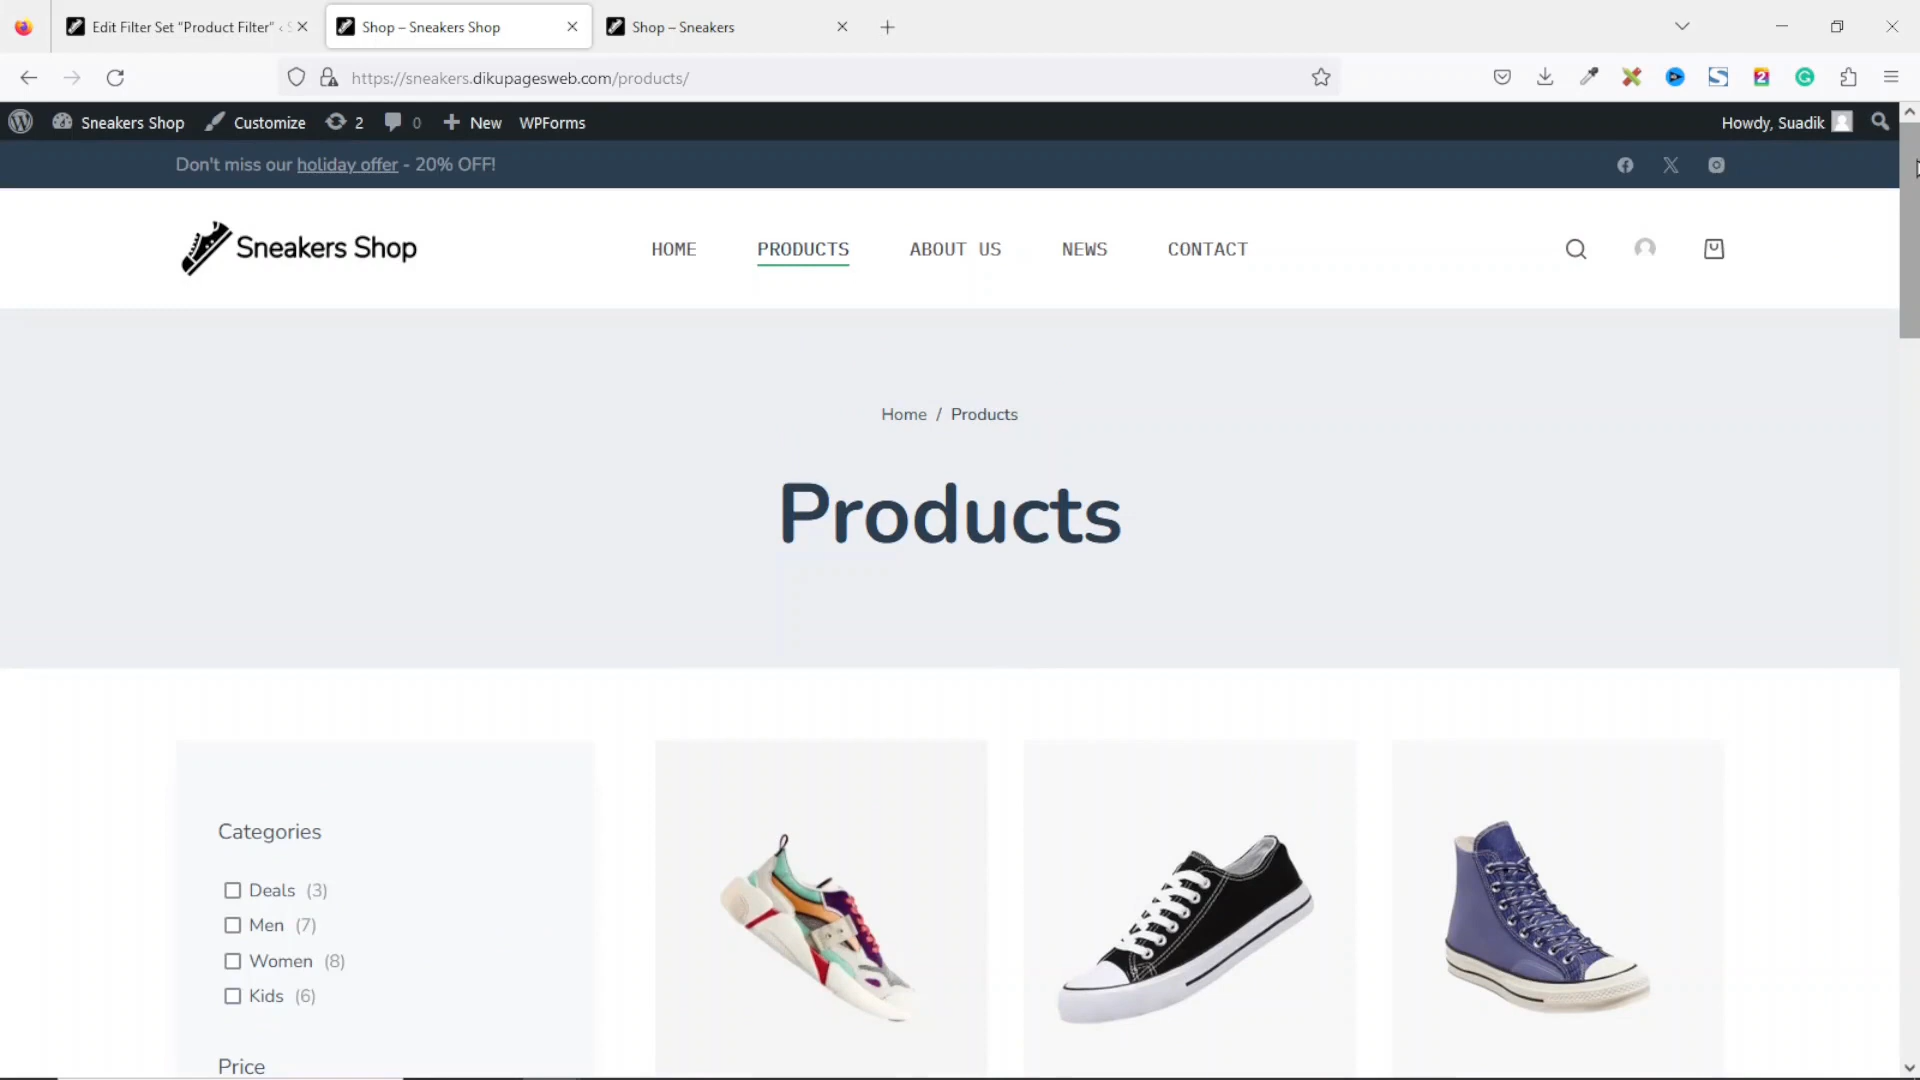 Edit Filter Set "Product Filter" ‹
Shop – Sneakers Shop
Shop – Sneakers
https://sneakers.dikupagesweb.com/products/
Sneakers Shop
Customize
2
0
New
WPForms
Howdy, Suadik
Don't miss our holiday offer - 20% OFF!
Sneakers Shop
HOME
PRODUCTS
ABOUT US
NEWS
CONTACT
Home / Products
Products
Categories
Deals (3)
Men (7)
Women (8)
Kids (6)
Price